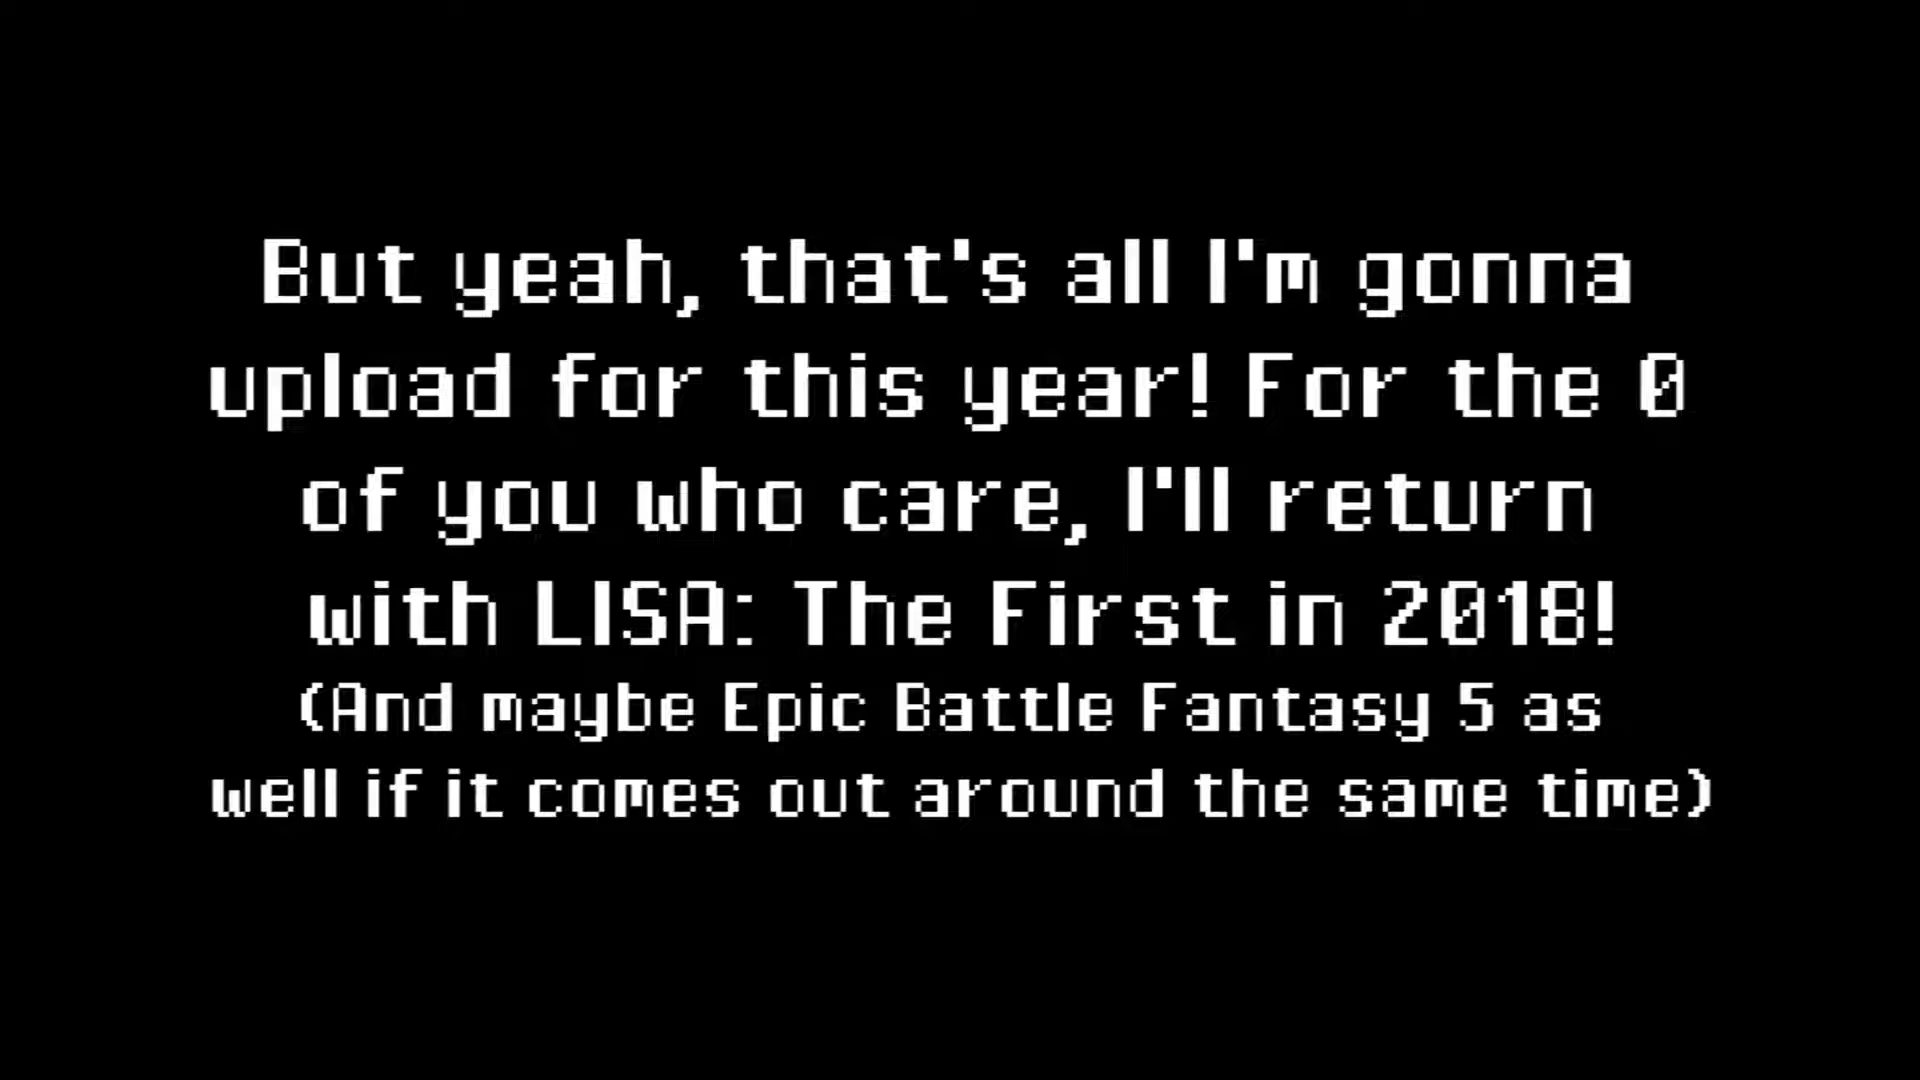 But yeah, that's all I'm gonna
upload for this year! For the 0
of you who care, I'll return
with LISA: The First in 2018!
(And maybe Epic Battle Fantasy 5 as
well if it comes out around the same time)